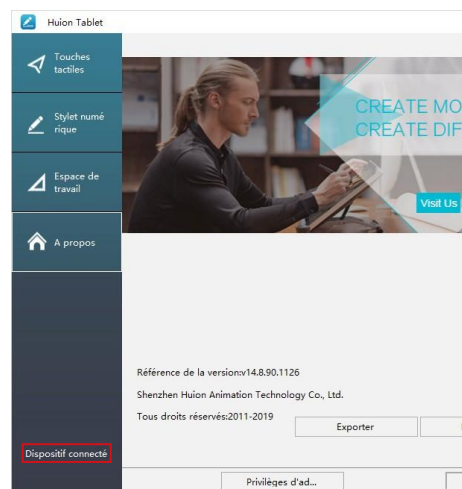 Huion Tablet
Touches
tactiles
Stylet numé
rique
Espace de
travail
A propos
CREATE MO
CREATE DIF
Visit Us
Référence de la version:v14.8.90.1126
Shenzhen Huion Animation Technology Co., Ltd.
Tous droits réservés:2011-2019
Exporter
Dispositif connecté
Privilèges d'ad...